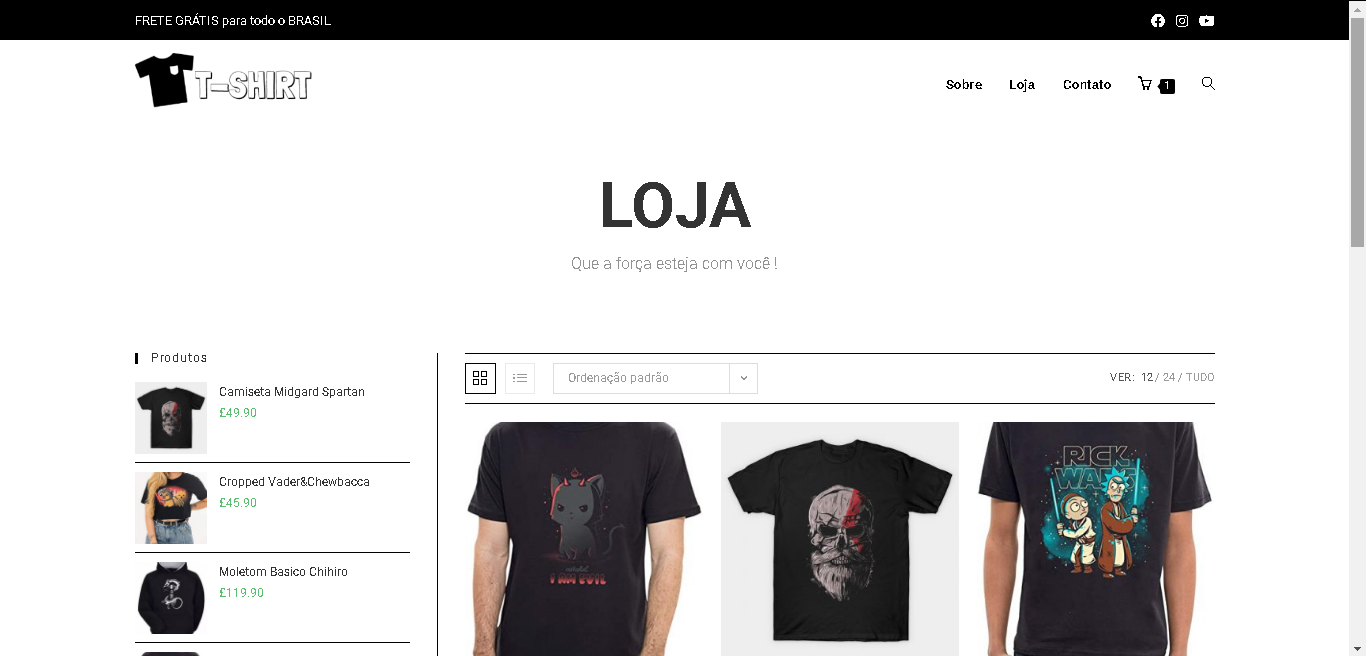 FRETE GRÁTIS para todo o BRASIL
T-SHIRT
Sobre
Loja
Contato
1
LOJA
Que a força esteja com você !
Produtos
Camiseta Midgard Spartan
£49.90
Cropped Vader&Chewbacca
£45.90
Moletom Basico Chihiro
£119.90
Ordenação padrão
VER: 12 / 24 / TUDO
I AM EVIL
RICK